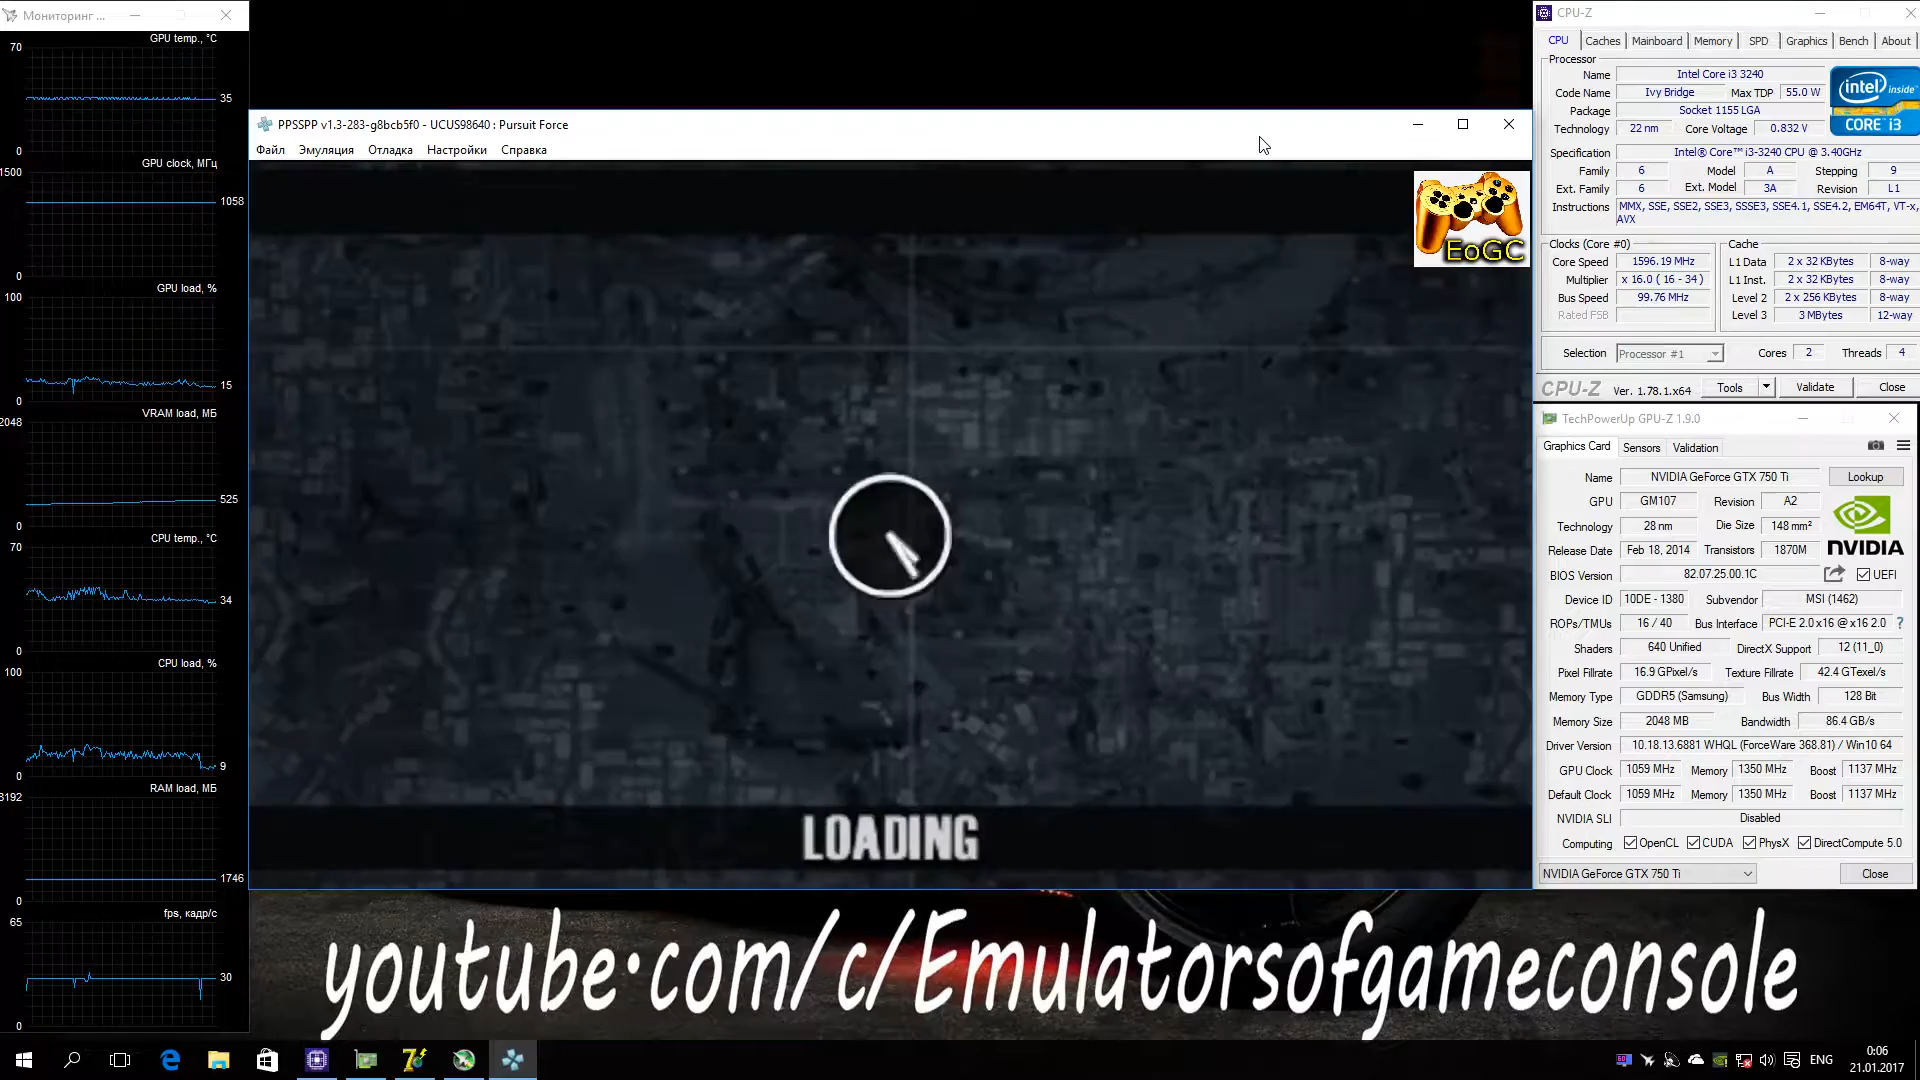 Мониторинг ...
GPU temp., °C
70
35
0
GPU clock, МГц
1500
1058
0
GPU load, %
100
15
0
VRAM load, МБ
2048
525
0
CPU temp., °C
70
34
0
CPU load, %
100
9
0
RAM load, МБ
8192
1746
0
fps, кадр/с
65
30
0
PPSSPP v1.3-283-g8bcb5f0 - UCUS98640 : Pursuit Force
Файл Эмуляция Отладка Настройки Справка
EoGC
LOADING
CPU-Z
CPU Caches Mainboard Memory SPD Graphics Bench About
Processor
Name Intel Core i3 3240
Code Name Ivy Bridge Max TDP 55.0 W
Package Socket 1155 LGA
Technology 22 nm Core Voltage 0.832 V
intel inside
CORE i3
Specification Intel® Core™ i3-3240 CPU @ 3.40GHz
Family 6 Model A Stepping 9
Ext. Family 6 Ext. Model 3A Revision L1
Instructions MMX, SSE, SSE2, SSE3, SSSE3, SSE4.1, SSE4.2, EM64T, VT-x,
AVX
Clocks (Core #0)
Core Speed 1596.19 MHz
Multiplier x 16.0 ( 16 - 34 )
Bus Speed 99.76 MHz
Rated FSB
Cache
L1 Data 2 x 32 KBytes 8-way
L1 Inst. 2 x 32 KBytes 8-way
Level 2 2 x 256 KBytes 8-way
Level 3 3 MBytes 12-way
Selection Processor #1 Cores 2 Threads 4
CPU-Z Ver. 1.78.1.x64 Tools Validate Close
TechPowerUp GPU-Z 1.9.0
Graphics Card Sensors Validation
Name NVIDIA GeForce GTX 750 Ti Lookup
GPU GM107 Revision A2
Technology 28 nm Die Size 148 mm²
Release Date Feb 18, 2014 Transistors 1870M
NVIDIA
BIOS Version 82.07.25.00.1C UEFI
Device ID 10DE - 1380 Subvendor MSI (1462)
ROPs/TMUs 16 / 40 Bus Interface PCI-E 2.0 x16 @ x16 2.0 ?
Shaders 640 Unified DirectX Support 12 (11_0)
Pixel Fillrate 16.9 GPixel/s Texture Fillrate 42.4 GTexel/s
Memory Type GDDR5 (Samsung) Bus Width 128 Bit
Memory Size 2048 MB Bandwidth 86.4 GB/s
Driver Version 10.18.13.6881 WHQL (ForceWare 368.81) / Win10 64
GPU Clock 1059 MHz Memory 1350 MHz Boost 1137 MHz
Default Clock 1059 MHz Memory 1350 MHz Boost 1137 MHz
NVIDIA SLI Disabled
Computing OpenCL CUDA PhysX DirectCompute 5.0
NVIDIA GeForce GTX 750 Ti Close
youtube.com/c/Emulatorsofgameconsole
ENG
0:06
21.01.2017